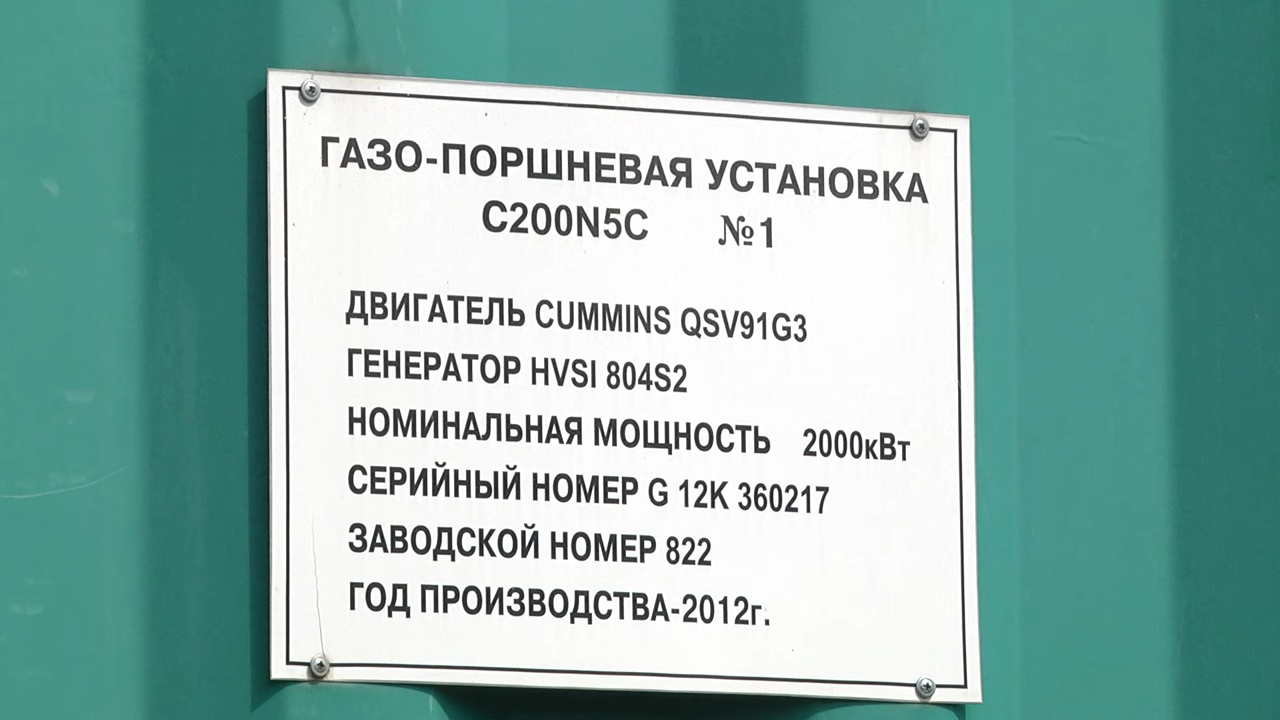 ГАЗО-ПОРШНЕВАЯ УСТАНОВКА
C200N5C №1
ДВИГАТЕЛЬ CUMMINS QSV91G3
ГЕНЕРАТОР HVSI 804S2
НОМИНАЛЬНАЯ МОЩНОСТЬ 2000кВт
СЕРИЙНЫЙ НОМЕР G 12K 360217
ЗАВОДСКОЙ НОМЕР 822
ГОД ПРОИЗВОДСТВА-2012г.